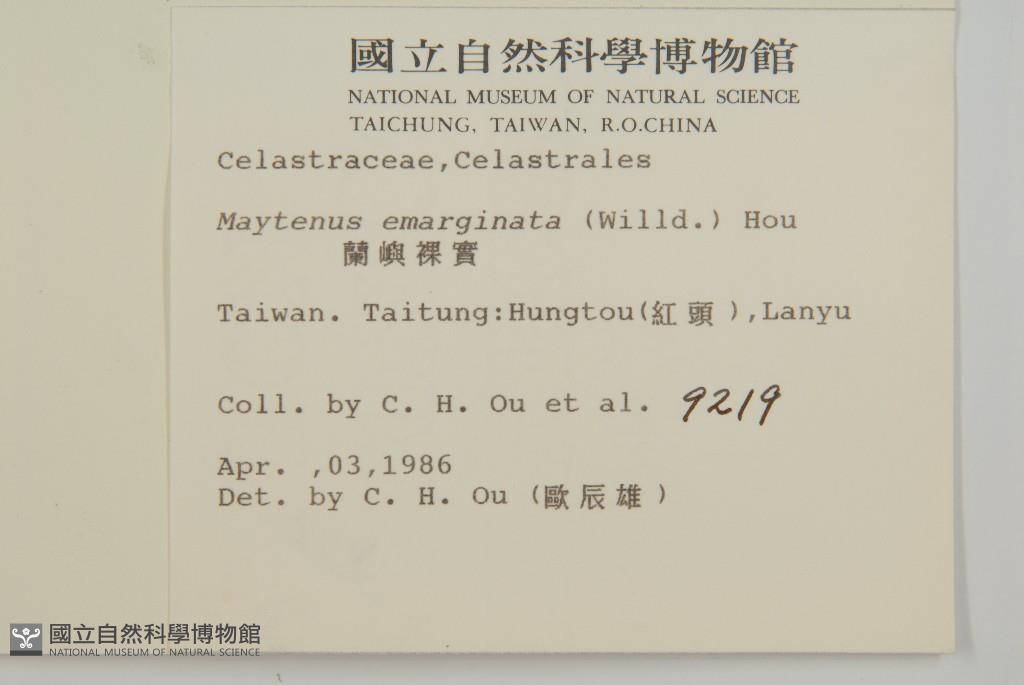 國立自然科學博物館
NATIONAL MUSEUM OF NATURAL SCIENCE
TAICHUNG, TAIWAN, R.O.CHINA
Celastraceae,Celastrales
Maytenus emarginata (Willd.) Hou
蘭嶼裸實
Taiwan. Taitung:Hungtou(紅頭),Lanyu
Coll. by C. H. Ou et al. 9219
Apr. ,03,1986
Det. by C. H. Ou (歐辰雄)
國立自然科學博物館
NATIONAL MUSEUM OF NATURAL SCIENCE